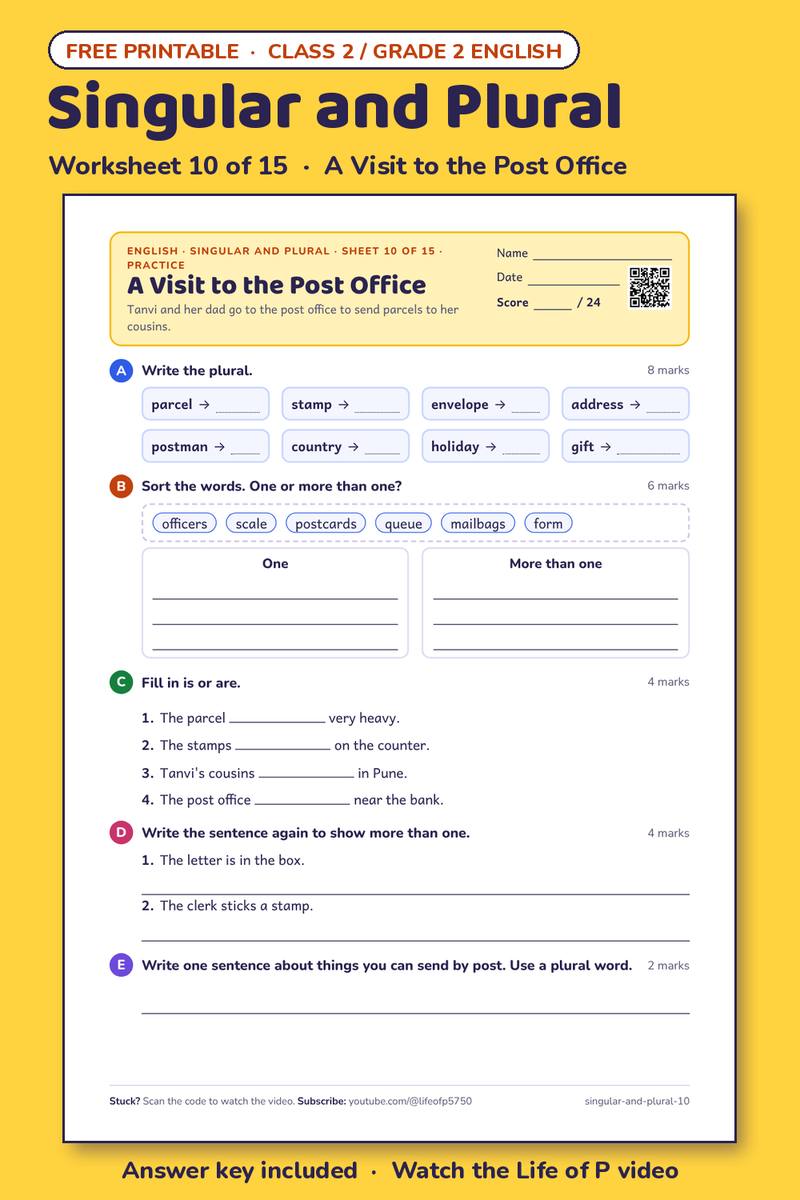 FREE PRINTABLE · CLASS 2 / GRADE 2 ENGLISH
Singular and Plural
Worksheet 10 of 15 · A Visit to the Post Office
ENGLISH · SINGULAR AND PLURAL · SHEET 10 OF 15 ·
PRACTICE
A Visit to the Post Office
Tanvi and her dad go to the post office to send parcels to her
cousins.
Name
Date
Score / 24
A Write the plural. 8 marks
parcel → stamp → envelope → address →
postman → country → holiday → gift →
B Sort the words. One or more than one? 6 marks
officers scale postcards queue mailbags form
One More than one
C Fill in is or are. 4 marks
1. The parcel ____________ very heavy.
2. The stamps ____________ on the counter.
3. Tanvi's cousins ____________ in Pune.
4. The post office ____________ near the bank.
D Write the sentence again to show more than one. 4 marks
1. The letter is in the box.
2. The clerk sticks a stamp.
E Write one sentence about things you can send by post. Use a plural word. 2 marks
Stuck? Scan the code to watch the video. Subscribe: youtube.com/@lifeofp5750 singular-and-plural-10
Answer key included · Watch the Life of P video